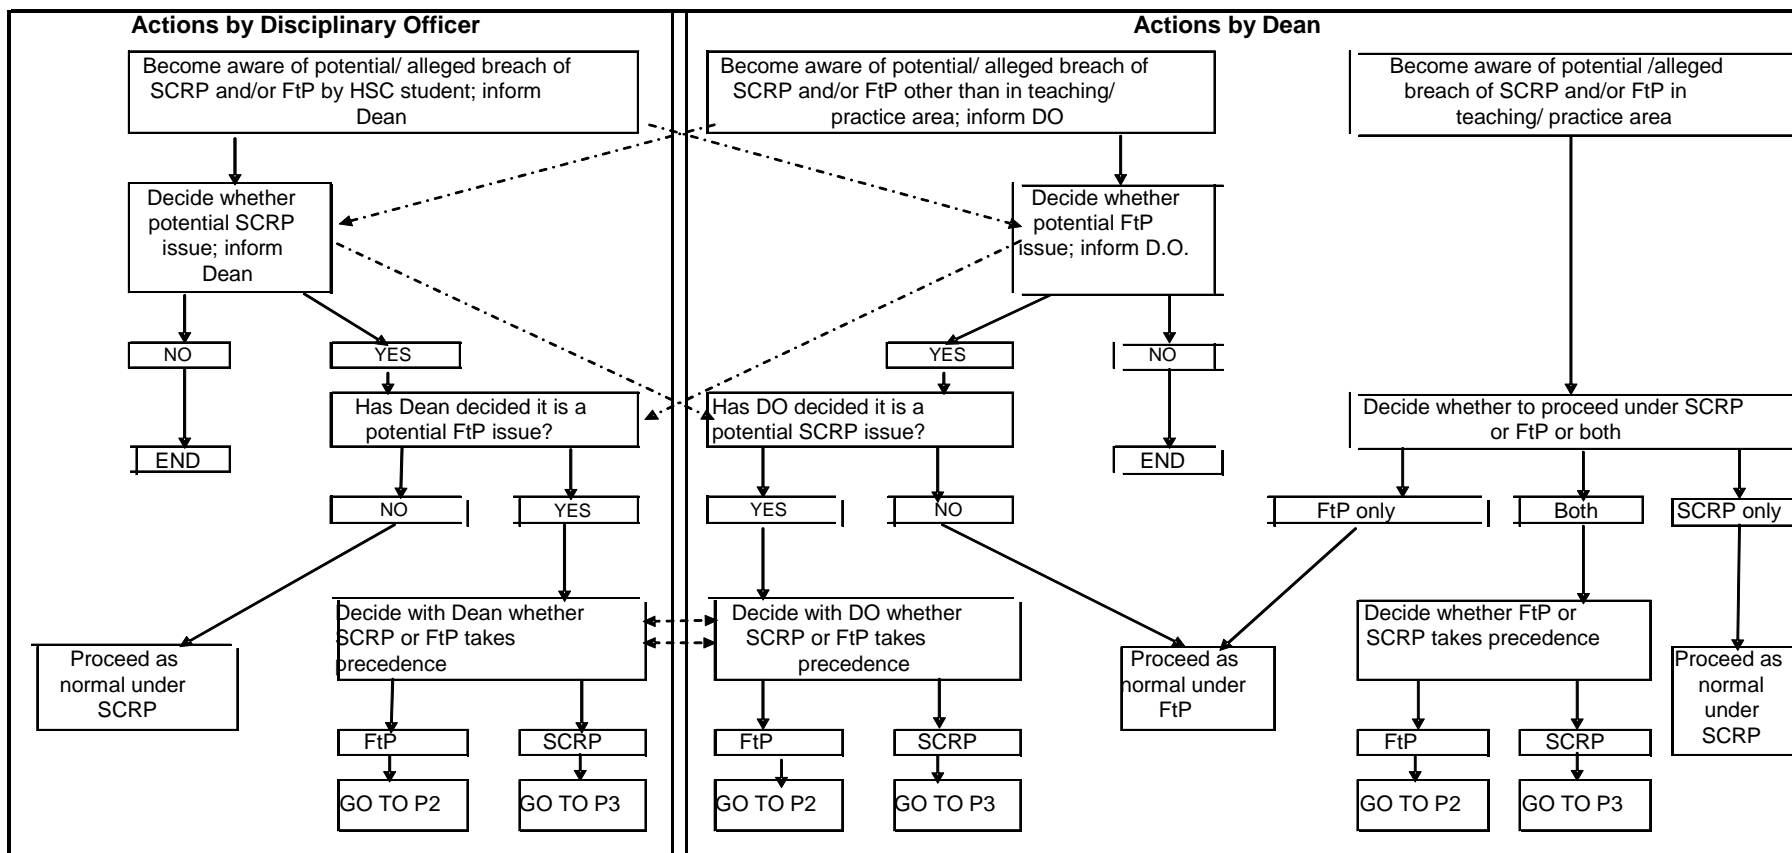 Actions by Disciplinary Officer
Actions by Dean
Become aware of potential/ alleged breach of
SCRP and/or FtP by HSC student; inform
Dean
Become aware of potential/ alleged breach of
SCRP and/or FtP other than in teaching/
practice area; inform DO
Become aware of potential /alleged
breach of SCRP and/or FtP in
teaching/ practice area
Decide whether
potential SCRP
issue; inform
Dean
Decide whether
potential FtP
issue; inform D.O.
NO
YES
YES
NO
Has Dean decided it is a
potential FtP issue?
Has DO decided it is a
potential SCRP issue?
Decide whether to proceed under SCRP
or FtP or both
END
END
NO
YES
YES
NO
FtP only
Both
SCRP only
Decide with Dean whether
SCRP or FtP takes
precedence
Decide with DO whether
SCRP or FtP takes
precedence
Decide whether FtP or
SCRP takes precedence
Proceed as
normal under
SCRP
Proceed as
normal under
FtP
Proceed as
normal
under
SCRP
FtP
SCRP
FtP
SCRP
FtP
SCRP
GO TO P2
GO TO P3
GO TO P2
GO TO P3
GO TO P2
GO TO P3